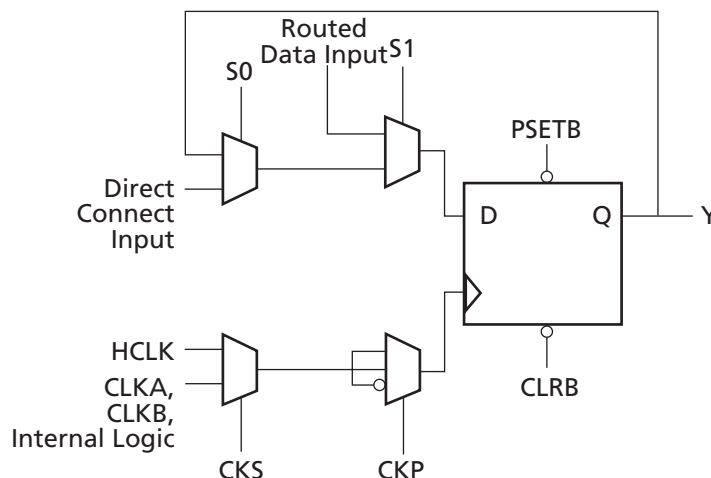 Routed
Data Input
S1
S0
PSETB
Direct
Connect
Input
D
Q
Y
HCLK
CLKA,
CLKB,
Internal Logic
CLRB
CKS
CKP